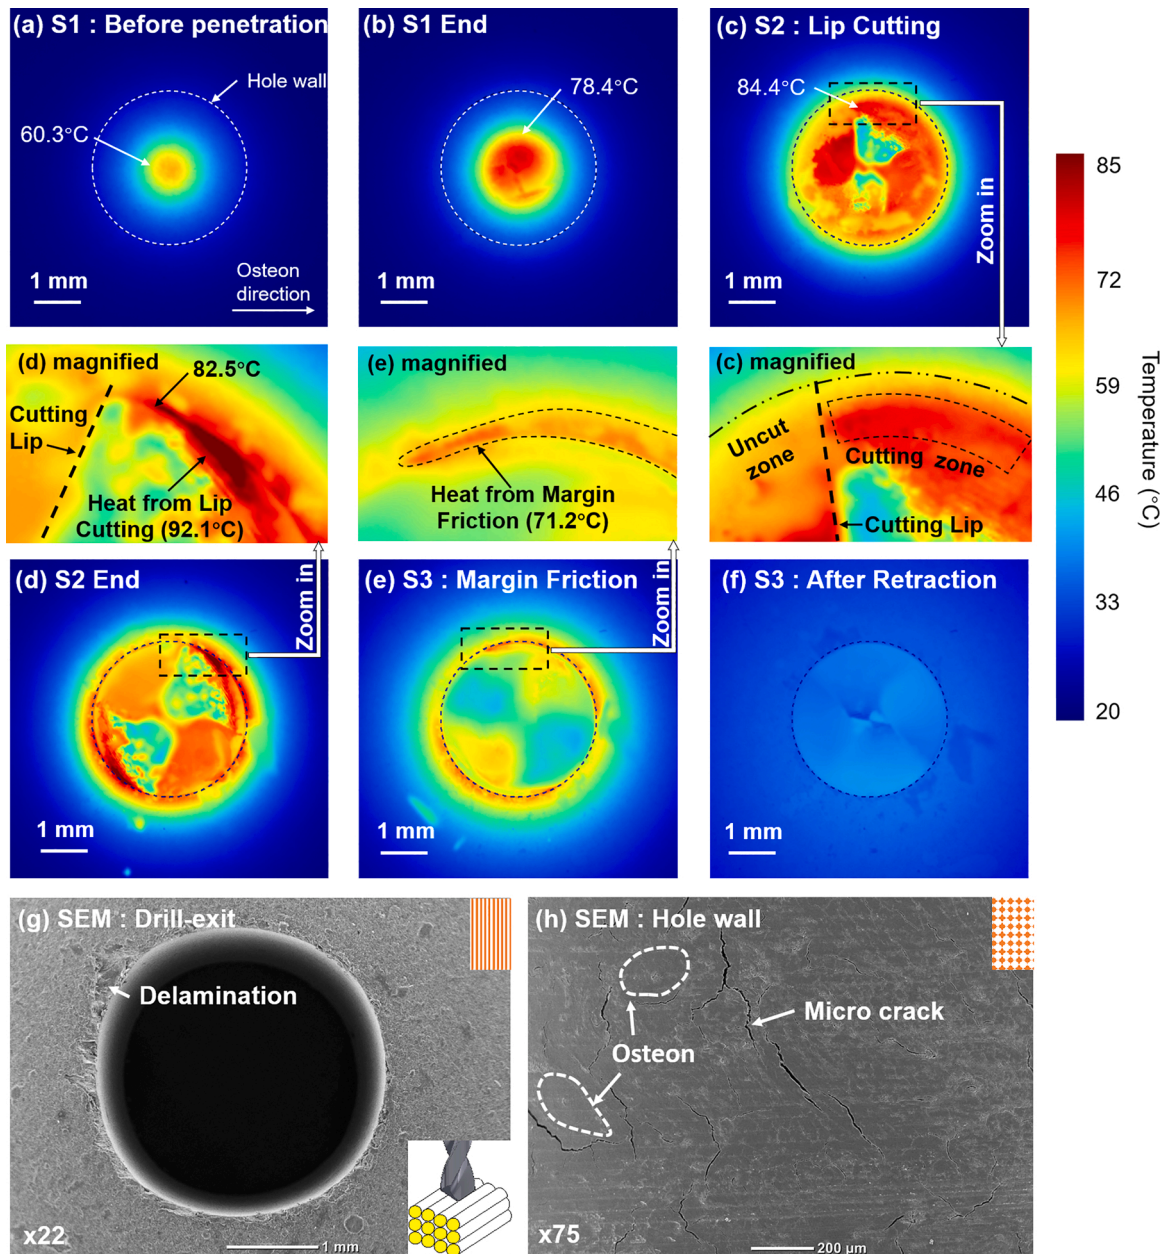 (a) S1 : Before penetration
Hole wall
60.3°C
1 mm
Osteon
direction
(b) S1 End
78.4°C
1 mm
(c) S2 : Lip Cutting
84.4°C
1 mm
Zoom in
85
72
59
46
33
20
Temperature (°C)
(d) magnified
82.5°C
Cutting
Lip
Heat from Lip
Cutting (92.1°C)
(e) magnified
Heat from Margin
Friction (71.2°C)
(c) magnified
Uncut
zone
Cutting zone
Cutting Lip
(d) S2 End
Zoom in
1 mm
(e) S3 : Margin Friction
Zoom in
1 mm
(f) S3 : After Retraction
1 mm
(g) SEM : Drill-exit
Delamination
x22
1 mm
(h) SEM : Hole wall
Micro crack
Osteon
x75
200 µm